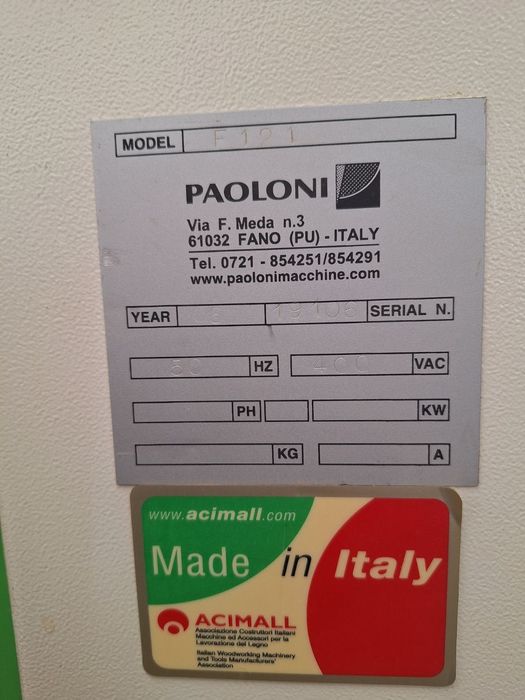 MODEL F121
PAOLONI
Via F. Meda n.3
61032 FANO (PU) - ITALY
Tel. 0721 - 854251/854291
www.paolonimacchine.com
YEAR 19106 SERIAL N.
50 HZ 400 VAC
PH KW
KG A
www.acimall.com
Made in Italy
ACIMALL
Associazione Costruttori Italiani
Macchine ed Accessori per la
Lavorazione del Legno
Italian Woodworking Machinery
and Tools Manufacturers'
Association